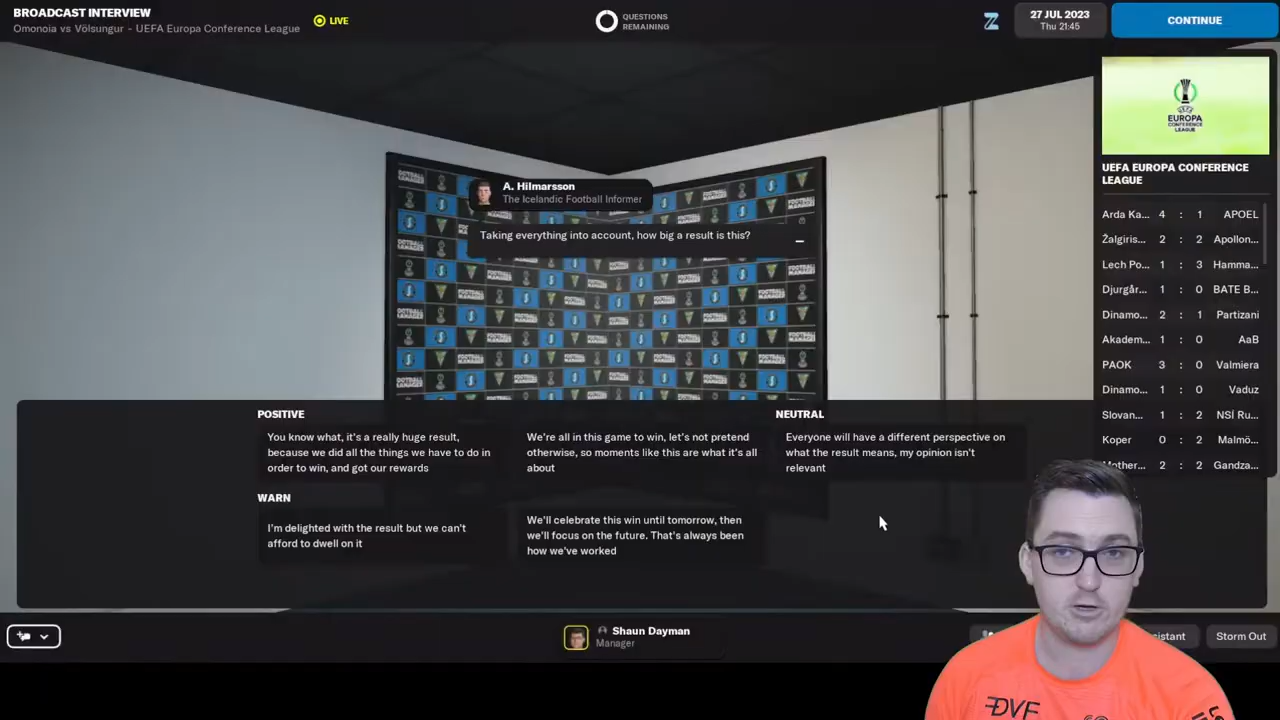 BROADCAST INTERVIEW
Omonoia vs Völsungur - UEFA Europa Conference League
LIVE
QUESTIONS
REMAINING
27 JUL 2023
Thu 21:45
CONTINUE
EUROPA
CONFERENCE
LEAGUE
UEFA EUROPA CONFERENCE
LEAGUE
Arda Ka... 4 : 1 APOEL
Žalgiris... 2 : 2 Apollon...
Lech Po... 1 : 3 Hamma...
Djurgår... 1 : 0 BATE B...
Dinamo... 2 : 1 Partizani
Akadem... 1 : 0 AaB
PAOK 3 : 0 Valmiera
Dinamo... 1 : 0 Vaduz
Slovan... 1 : 2 NSÍ Ru...
Koper 0 : 2 Malmö...
Mother... 2 : 2 Gandza...
A. Hilmarsson
The Icelandic Football Informer
Taking everything into account, how big a result is this?
FOOTBALL
MANAGER
POSITIVE
You know what, it's a really huge result,
because we did all the things we have to do in
order to win, and got our rewards
We're all in this game to win, let's not pretend
otherwise, so moments like this are what it's all
about
NEUTRAL
Everyone will have a different perspective on
what the result means, my opinion isn't
relevant
WARN
I'm delighted with the result but we can't
afford to dwell on it
We'll celebrate this win until tomorrow, then
we'll focus on the future. That's always been
how we've worked
Shaun Dayman
Manager
sistant
Storm Out